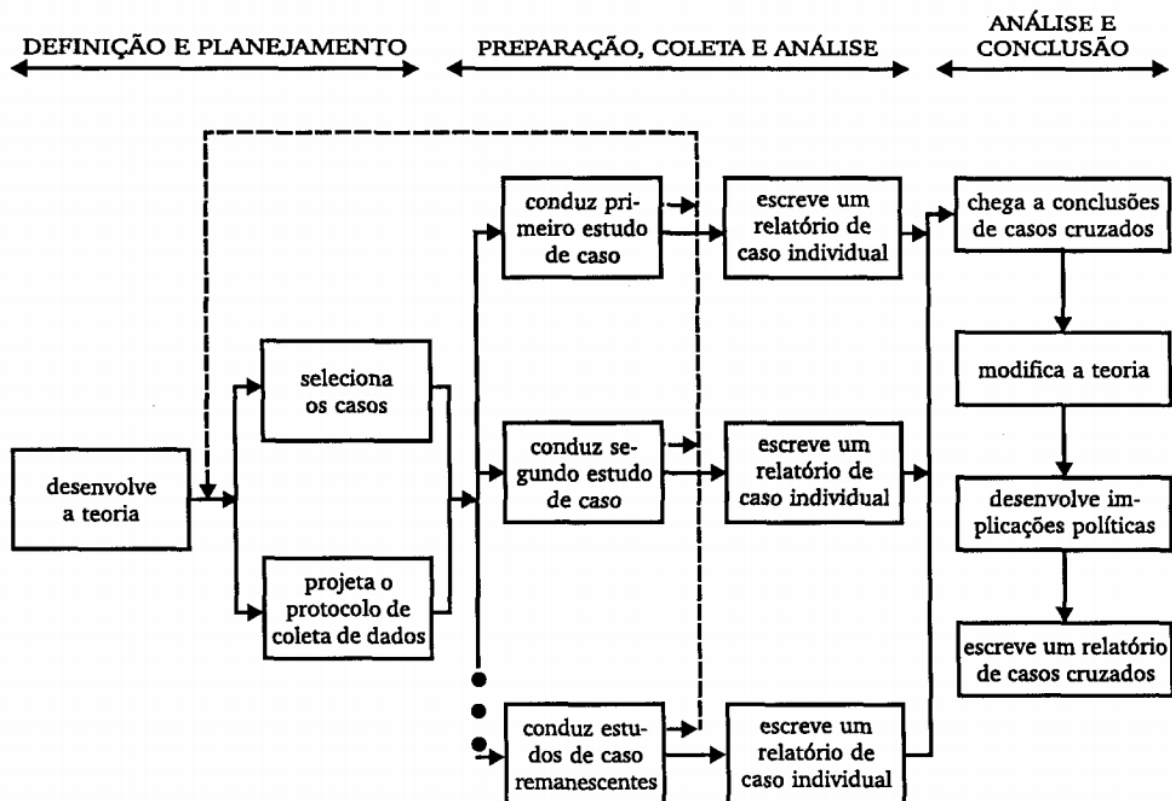 DEFINIÇÃO E PLANEJAMENTO
PREPARAÇÃO, COLETA E ANÁLISE
ANÁLISE E
CONCLUSÃO
desenvolve
a teoria
seleciona
os casos
projeta o
protocolo de
coleta de dados
conduz pri-
meiro estudo
de caso
escreve um
relatório de
caso individual
conduz se-
gundo estudo
de caso
escreve um
relatório de
caso individual
conduz estu-
dos de caso
remanescentes
escreve um
relatório de
caso individual
chega a conclusões
de casos cruzados
modifica a teoria
desenvolve im-
plicações políticas
escreve um relatório
de casos cruzados